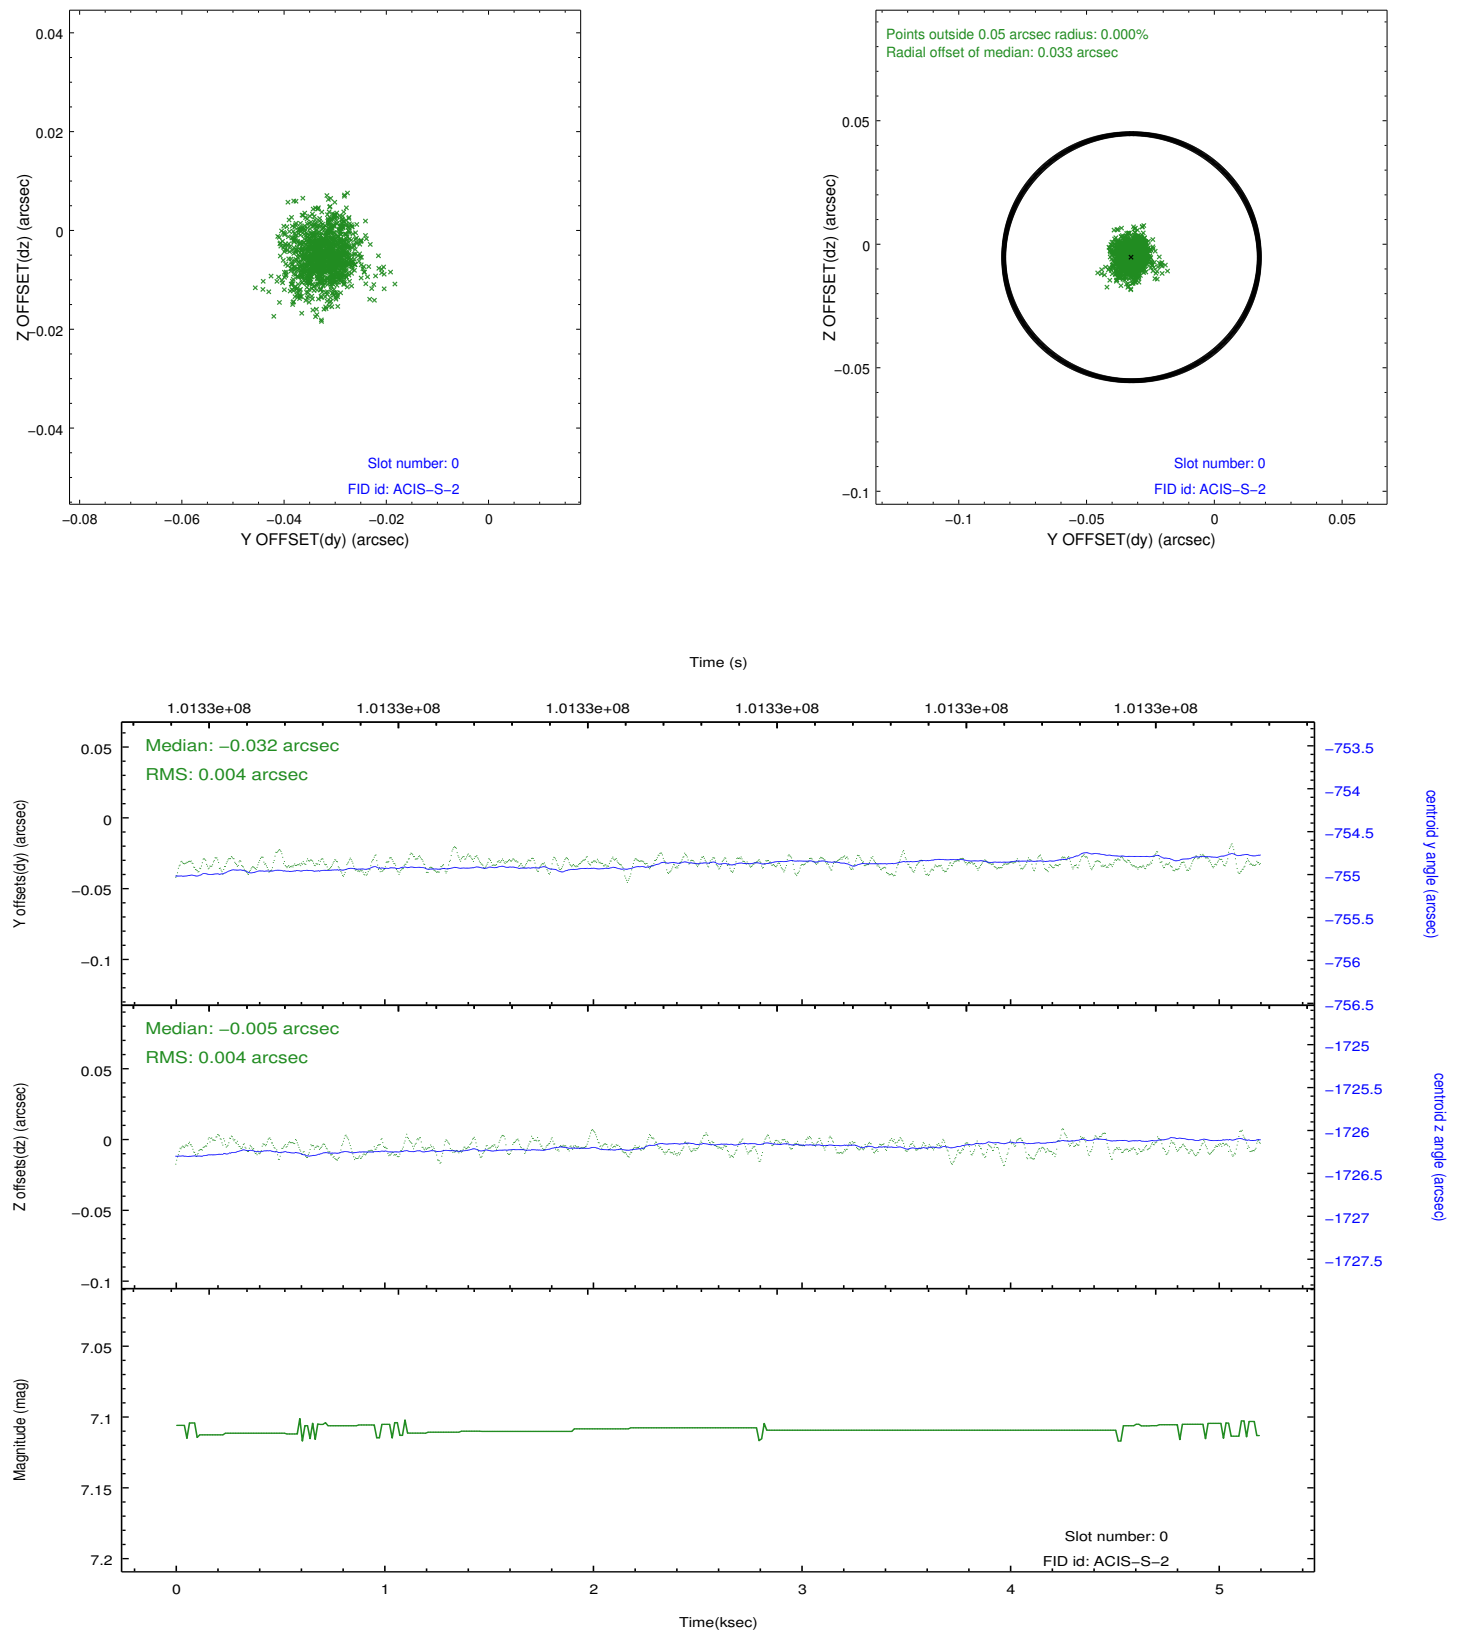 0.04
0.02
0
−0.02
−0.04
Z OFFSET(dz) (arcsec)
Slot number: 0
FID id: ACIS−S−2
−0.08 −0.06 −0.04 −0.02 0
Y OFFSET(dy) (arcsec)
Points outside 0.05 arcsec radius: 0.000%
Radial offset of median: 0.033 arcsec
0.05
0
−0.05
−0.1
Z OFFSET(dz) (arcsec)
Slot number: 0
FID id: ACIS−S−2
−0.1 −0.05 0 0.05
Y OFFSET(dy) (arcsec)
Time (s)
1.0133e+08 1.0133e+08 1.0133e+08 1.0133e+08 1.0133e+08 1.0133e+08
Median: −0.032 arcsec
RMS: 0.004 arcsec
0.05
0
−0.05
−0.1
Y offsets(dy) (arcsec)
−753.5
−754
−754.5
−755
−755.5
−756
−756.5
centroid y angle (arcsec)
Median: −0.005 arcsec
RMS: 0.004 arcsec
0.05
0
−0.05
−0.1
Z offsets(dz) (arcsec)
−1725
−1725.5
−1726
−1726.5
−1727
−1727.5
centroid z angle (arcsec)
7.05
7.1
7.15
7.2
Magnitude (mag)
Slot number: 0
FID id: ACIS−S−2
0 1 2 3 4 5
Time(ksec)